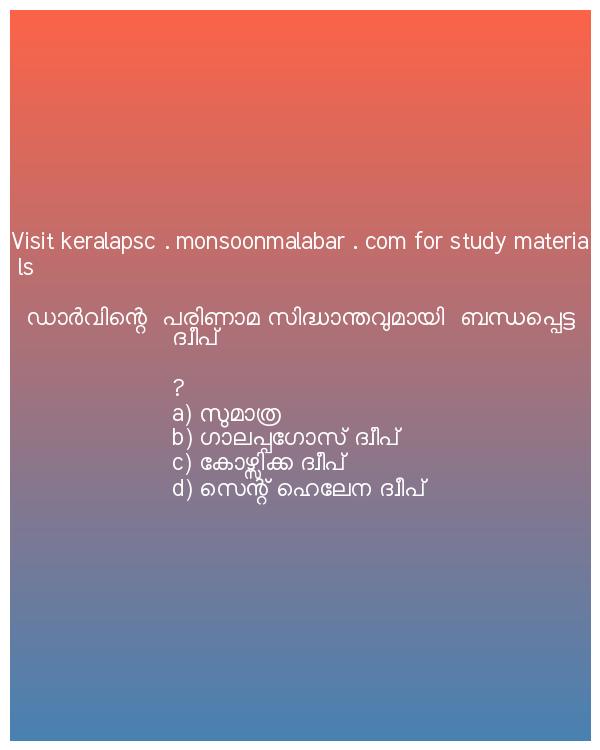 Visit keralapsc . monsoonmalabar . com for study materia
ls
ഡാർവിന്റെ പരിണാമ സിദ്ധാന്തവുമായി ബന്ധപ്പെട്ട
ദ്വീപ്
?
a) സുമാത്ര
b) ഗാലപ്പഗോസ് ദ്വീപ്
c) കോഴ്സിക്ക ദ്വീപ്
d) സെന്റ് ഹെലേന ദ്വീപ്